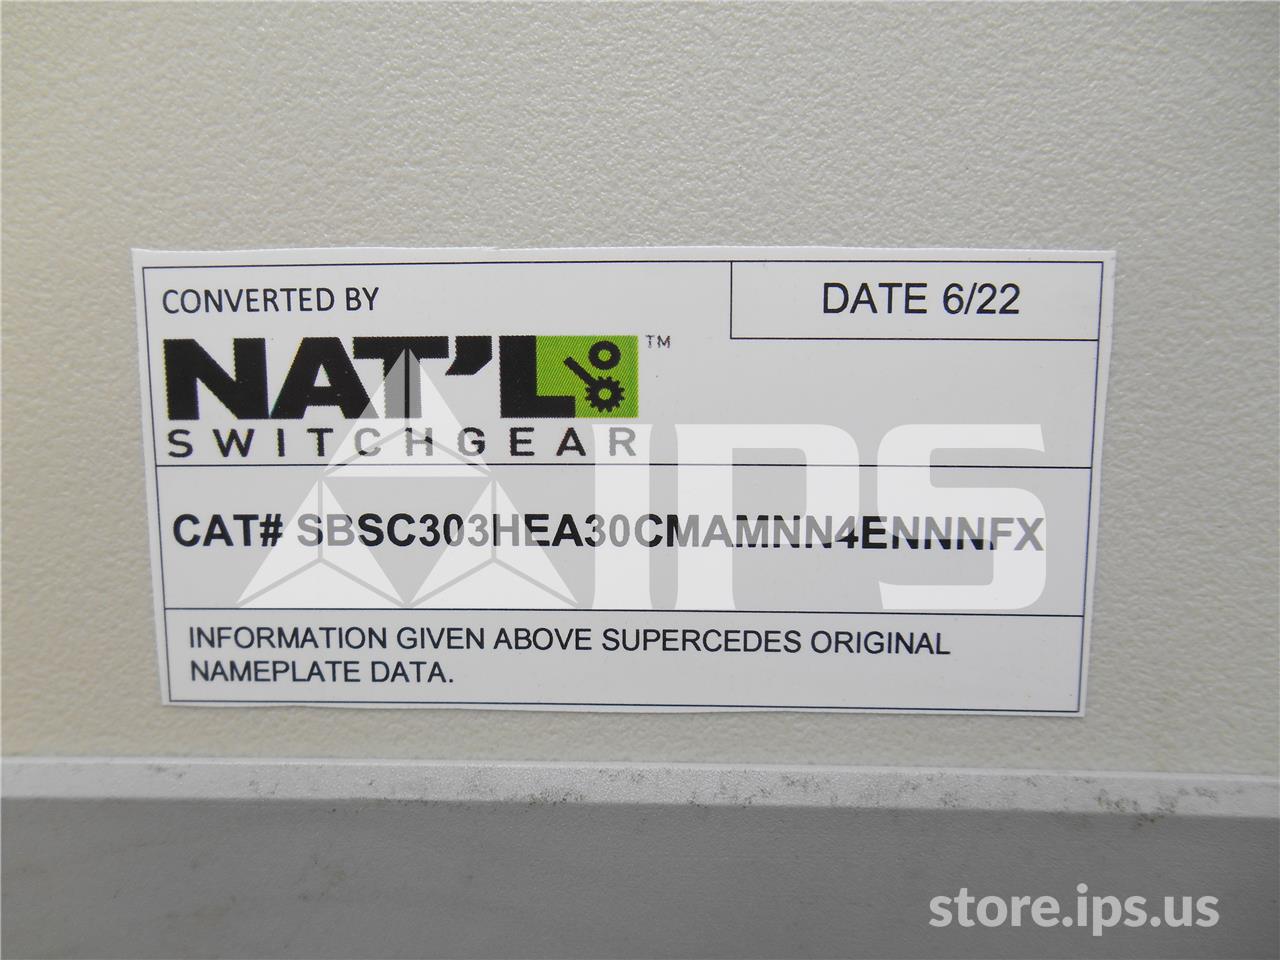 CONVERTED BY
DATE 6/22
NAT'L ™
SWITCHGEAR
IPS
CAT# SBSC303HEA30CMAMNN4ENNNFX
INFORMATION GIVEN ABOVE SUPERCEDES ORIGINAL
NAMEPLATE DATA.
store.ips.us